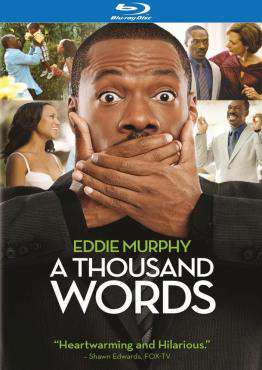 Blu-ray Disc
EDDIE MURPHY
A THOUSAND
WORDS
“Heartwarming and Hilarious.”
– Shawn Edwards, FOX-TV